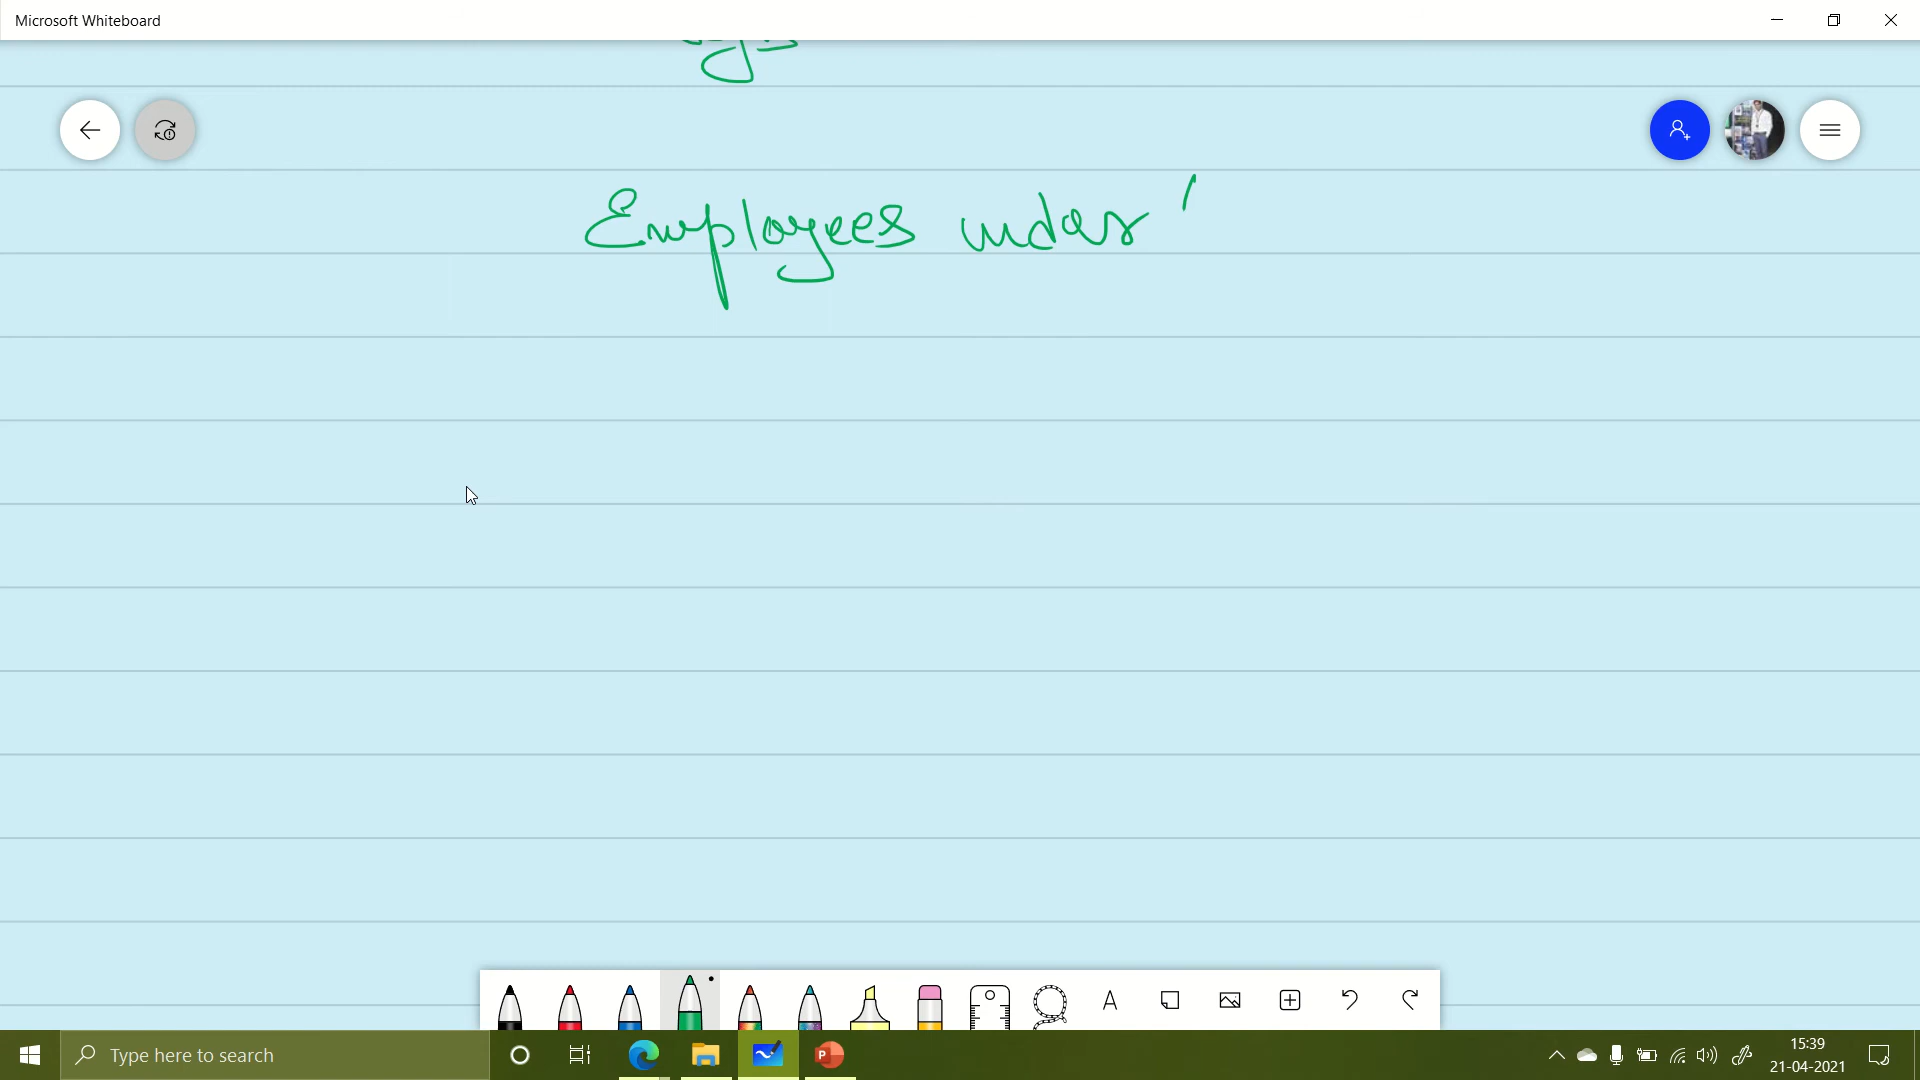 Microsoft Whiteboard
Employees under '
A
Type here to search
P
15:39
21-04-2021